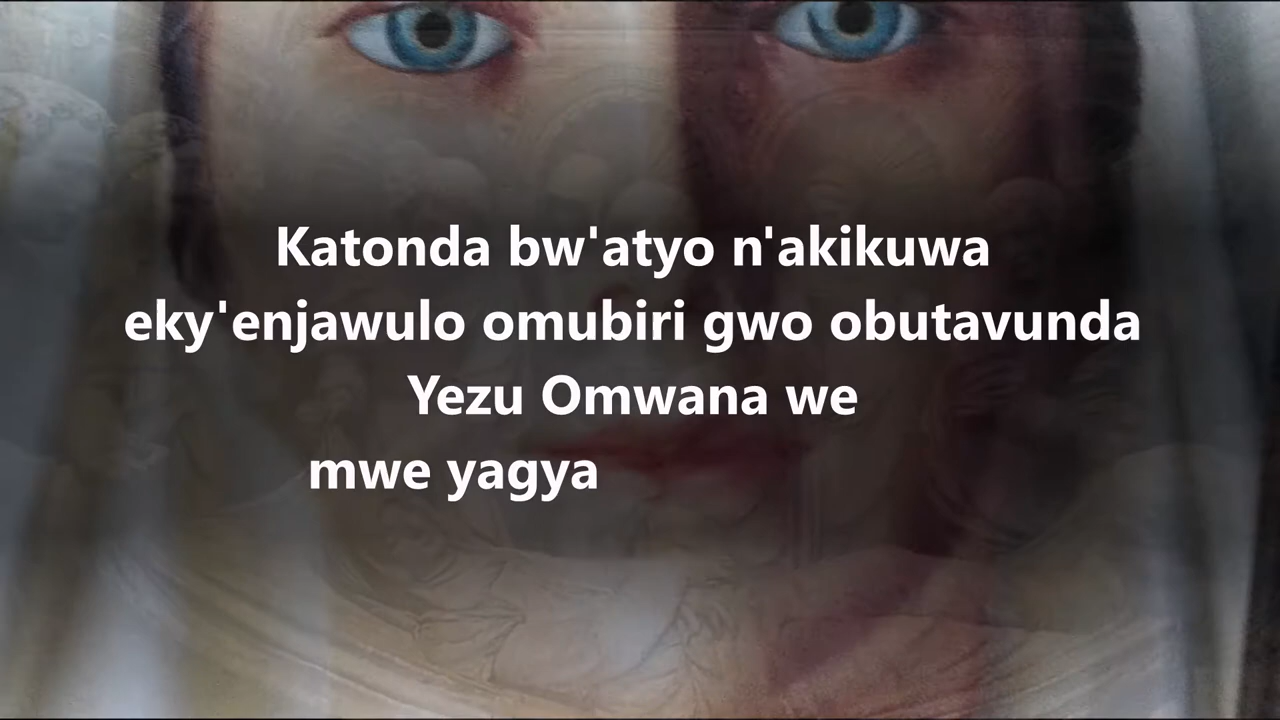 Katonda bw'atyo n'akikuwa
eky'enjawulo omubiri gwo obutavunda
Yezu Omwana we
mwe yagya